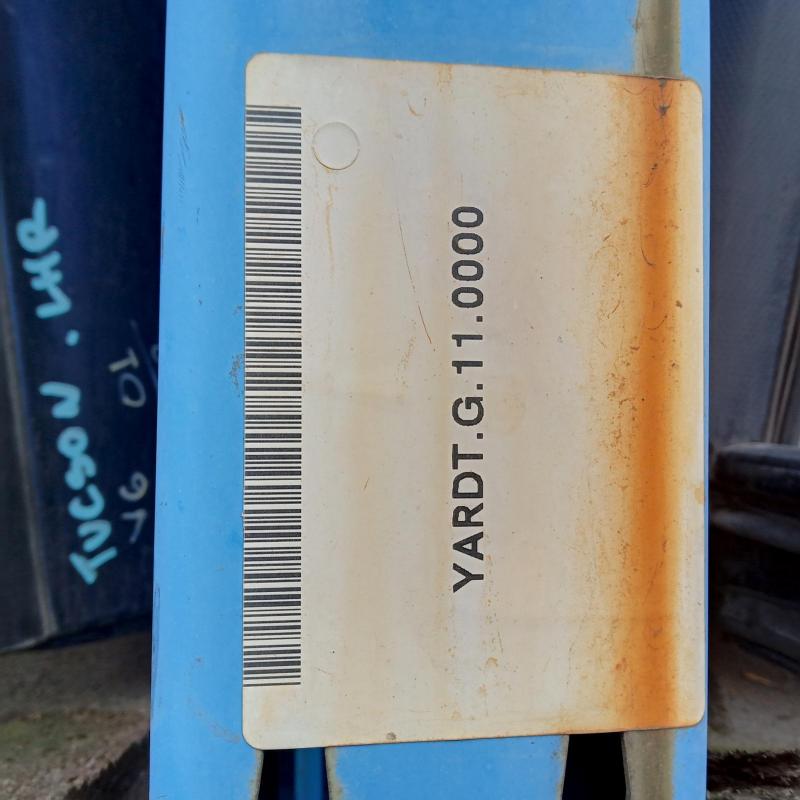 YARDT.G.11.0000
TUCSON . LHR